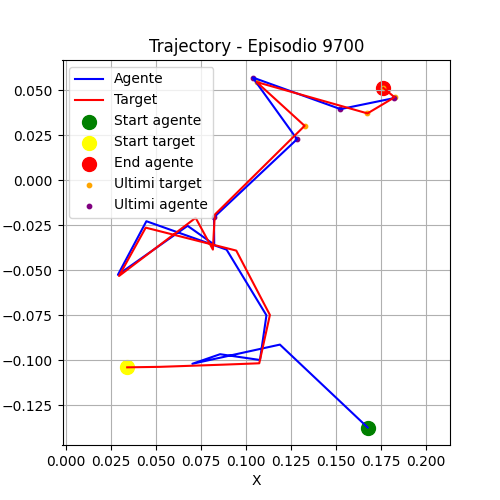 Trajectory - Episodio 9700
Agente
Target
Start agente
Start target
End agente
Ultimi target
Ultimi agente
0.050
0.025
0.000
−0.025
−0.050
−0.075
−0.100
−0.125
0.000 0.025 0.050 0.075 0.100 0.125 0.150 0.175 0.200
X